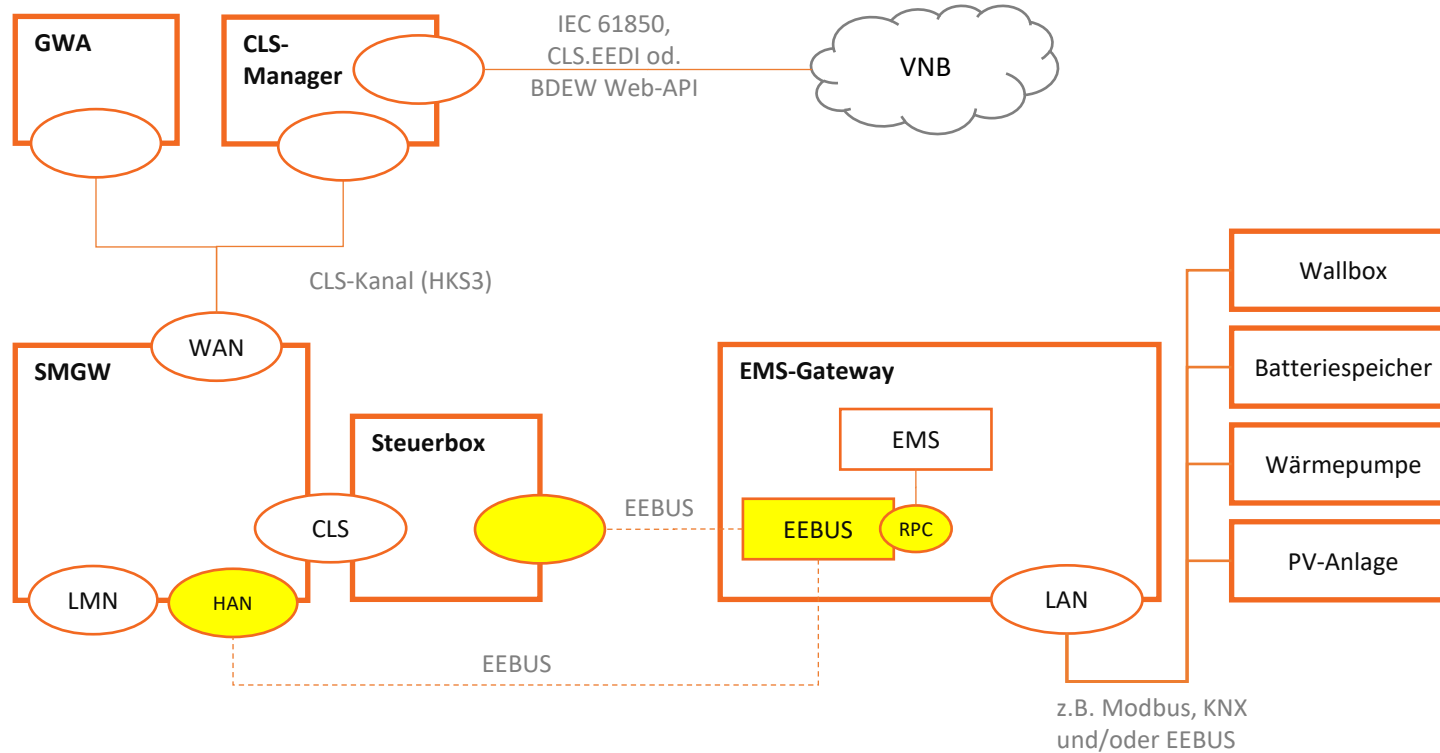 GWA
CLS-
Manager
IEC 61850,
CLS.EEDI od.
BDEW Web-API
VNB
CLS-Kanal (HKS3)
WAN
SMGW
Steuerbox
CLS
LMN
HAN
EEBUS
EEBUS
EMS-Gateway
EMS
EEBUS
RPC
LAN
Wallbox
Batteriespeicher
Wärmepumpe
PV-Anlage
z.B. Modbus, KNX
und/oder EEBUS